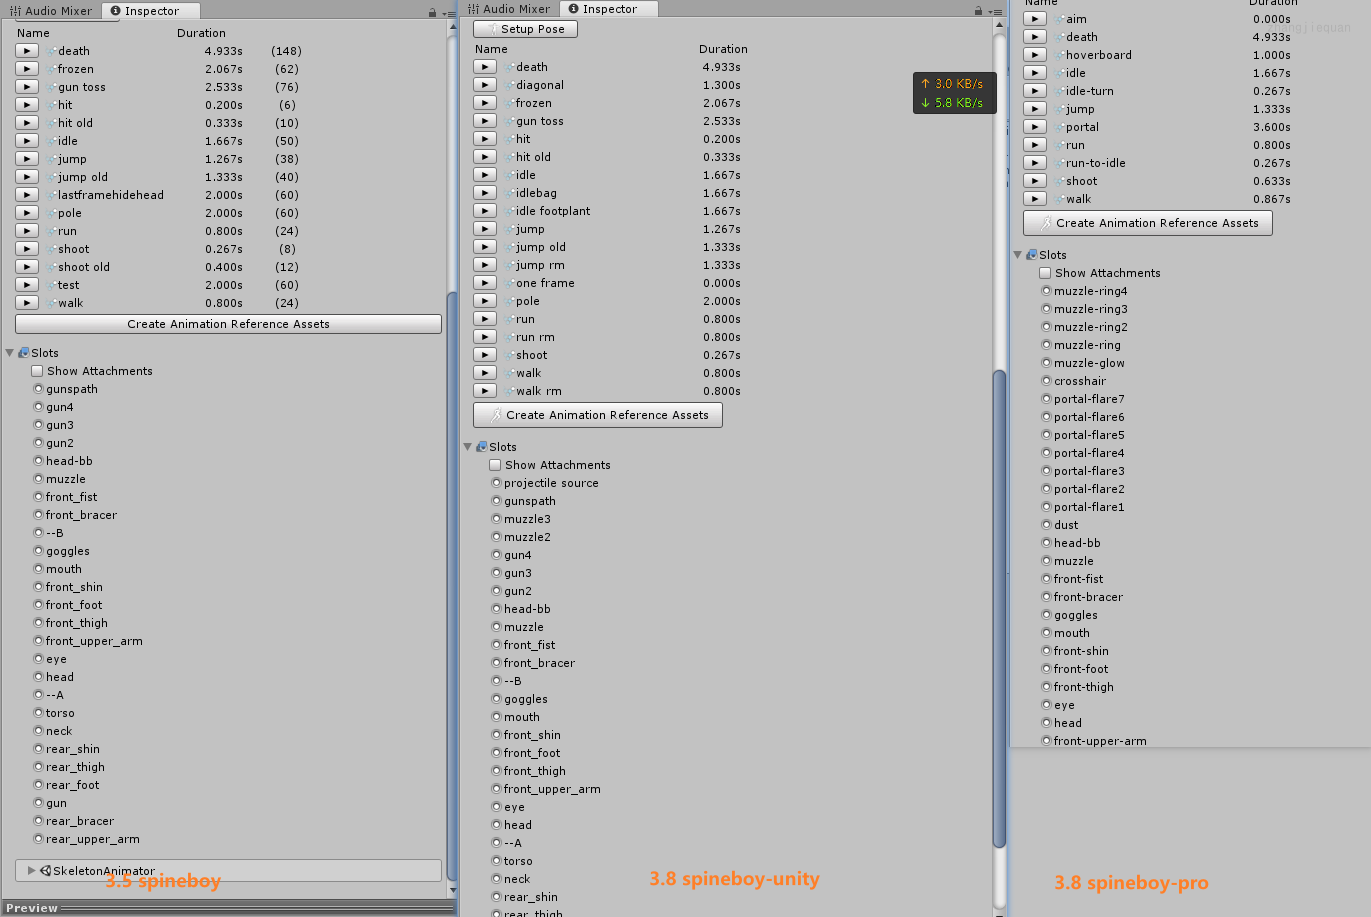 Audio Mixer Inspector
Name Duration
death 4.933s (148)
frozen 2.067s (62)
gun toss 2.533s (76)
hit 0.200s (6)
hit old 0.333s (10)
idle 1.667s (50)
jump 1.267s (38)
jump old 1.333s (40)
lastframehidehead 2.000s (60)
pole 2.000s (60)
run 0.800s (24)
shoot 0.267s (8)
shoot old 0.400s (12)
test 2.000s (60)
walk 0.800s (24)
Create Animation Reference Assets
Slots
Show Attachments
gunspath
gun4
gun3
gun2
head-bb
muzzle
front_fist
front_bracer
--B
goggles
mouth
front_shin
front_foot
front_thigh
front_upper_arm
eye
head
--A
torso
neck
rear_shin
rear_thigh
rear_foot
gun
rear_bracer
rear_upper_arm
SkeletonAnimator
3.5 spineboy
Preview
Audio Mixer Inspector
Setup Pose
Name Duration
death 4.933s
diagonal 1.300s
frozen 2.067s
gun toss 2.533s
hit 0.200s
hit old 0.333s
idle 1.667s
idlebag 1.667s
idle footplant 1.667s
jump 1.267s
jump old 1.333s
jump rm 1.333s
one frame 0.000s
pole 2.000s
run 0.800s
run rm 0.800s
shoot 0.267s
walk 0.800s
walk rm 0.800s
↑ 3.0 KB/s
↓ 5.8 KB/s
Create Animation Reference Assets
Slots
Show Attachments
projectile source
gunspath
muzzle3
muzzle2
gun4
gun3
gun2
head-bb
muzzle
front_fist
front_bracer
--B
goggles
mouth
front_shin
front_foot
front_thigh
front_upper_arm
eye
head
--A
torso
neck
rear_shin
rear_thigh
3.8 spineboy-unity
Name Duration
aim 0.000s
death 4.933s
hoverboard 1.000s
idle 1.667s
idle-turn 0.267s
jump 1.333s
portal 3.600s
run 0.800s
run-to-idle 0.267s
shoot 0.633s
walk 0.867s
Create Animation Reference Assets
Slots
Show Attachments
muzzle-ring4
muzzle-ring3
muzzle-ring2
muzzle-ring
muzzle-glow
crosshair
portal-flare7
portal-flare6
portal-flare5
portal-flare4
portal-flare3
portal-flare2
portal-flare1
dust
head-bb
muzzle
front-fist
front-bracer
goggles
mouth
front-shin
front-foot
front-thigh
eye
head
front-upper-arm
3.8 spineboy-pro